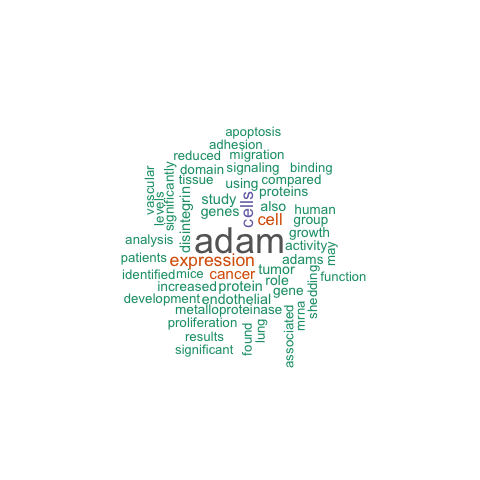 apoptosis
adhesion
reduced migration
domain signaling binding
tissue using compared
vascular significantly proteins
levels study cells also
disintegrin genes cell human
group
growth
analysis adam activity
patients expression adams may
identified mice cancer tumor function
increased protein role gene shedding
development endothelial
metalloproteinase mrna
proliferation
results found lung associated
significant